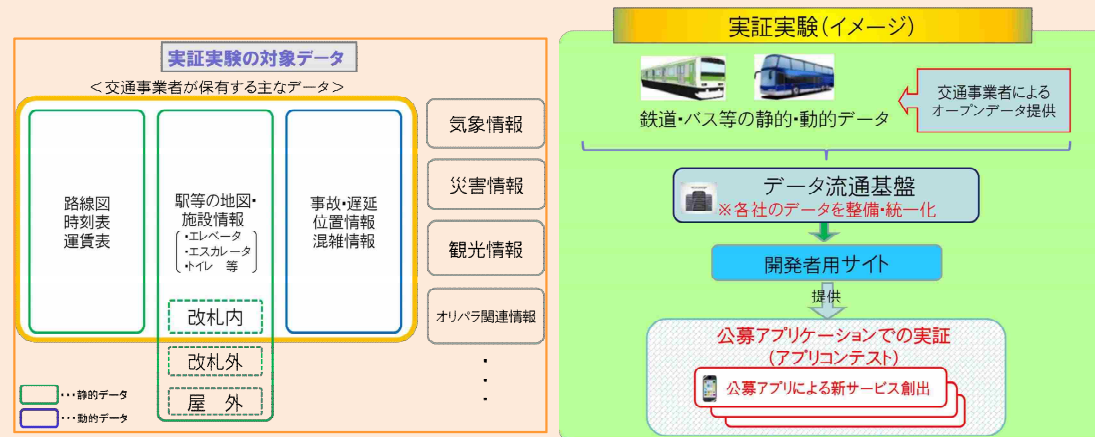 実証実験の対象データ
＜交通事業者が保有する主なデータ＞
路線図
時刻表
運賃表
駅等の地図・
施設情報
・エレベータ
・エスカレータ
・トイレ 等
改札内
改札外
屋 外
事故・遅延
位置情報
混雑情報
気象情報
災害情報
観光情報
オリパラ関連情報
・
・
・
・・・静的データ
・・・動的データ
実証実験（イメージ）
鉄道・バス等の静的・動的データ
交通事業者による
オープンデータ提供
データ流通基盤
※各社のデータを整備・統一化
開発者用サイト
提供
公募アプリケーションでの実証
（アプリコンテスト）
公募アプリによる新サービス創出